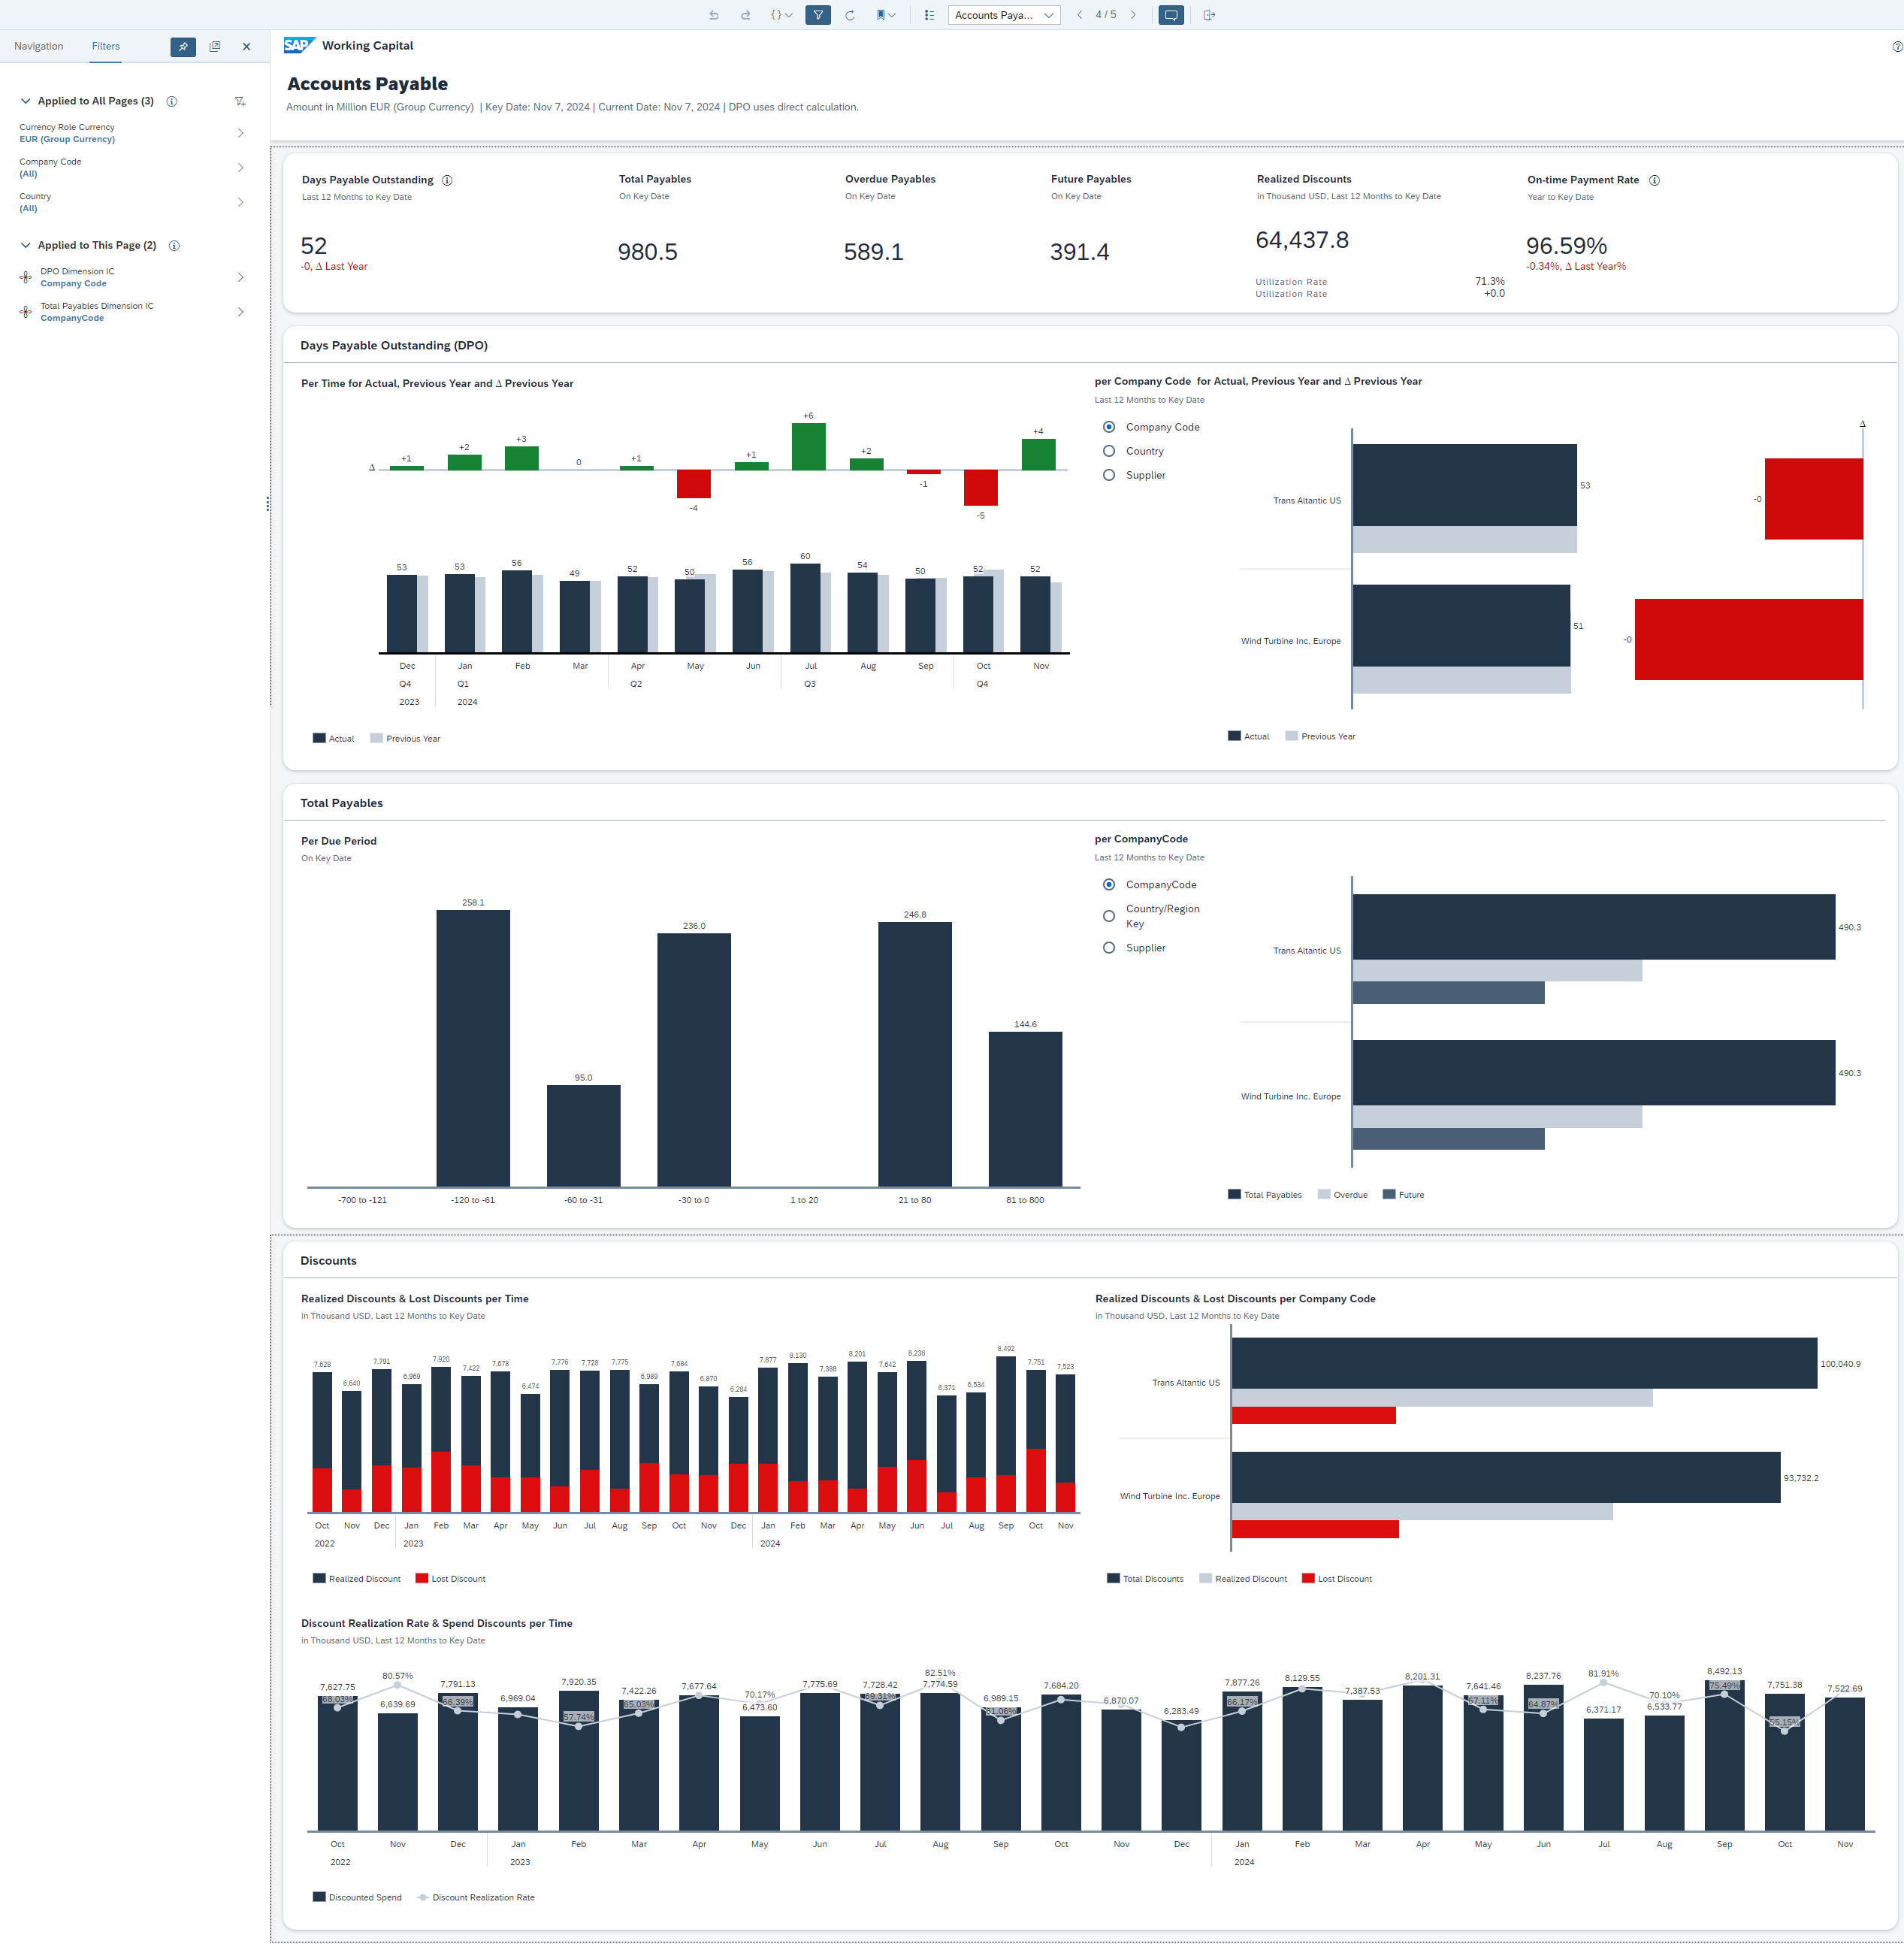 Accounts Paya...
4 / 5
Navigation
Filters
SAP
Working Capital
Accounts Payable
Amount in Million EUR (Group Currency) | Key Date: Nov 7, 2024 | Current Date: Nov 7, 2024 | DPO uses direct calculation.
Applied to All Pages (3)
Currency Role Currency
EUR (Group Currency)
Company Code
(All)
Country
(All)
Applied to This Page (2)
DPO Dimension IC
Company Code
Total Payables Dimension IC
CompanyCode
Days Payable Outstanding
Last 12 Months to Key Date
52
-0, Δ Last Year
Total Payables
On Key Date
980.5
Overdue Payables
On Key Date
589.1
Future Payables
On Key Date
391.4
Realized Discounts
in Thousand USD, Last 12 Months to Key Date
64,437.8
Utilization Rate 71.3%
Utilization Rate +0.0
On-time Payment Rate
Year to Key Date
96.59%
-0.34%, Δ Last Year%
Days Payable Outstanding (DPO)
Per Time for Actual, Previous Year and Δ Previous Year
Δ
+1 +2 +3 0 +1 -4 +1 +6 +2 -1 -5 +4
53 53 56 49 52 50 56 60 54 50 52 52
Dec Jan Feb Mar Apr May Jun Jul Aug Sep Oct Nov
Q4 Q1 Q2 Q3 Q4
2023 2024
Actual Previous Year
per Company Code for Actual, Previous Year and Δ Previous Year
Last 12 Months to Key Date
Company Code
Country
Supplier
Δ
Trans Altantic US 53 -0
Wind Turbine Inc. Europe 51 -0
Actual Previous Year
Total Payables
Per Due Period
On Key Date
258.1 95.0 236.0 246.8 144.6
-700 to -121 -120 to -61 -60 to -31 -30 to 0 1 to 20 21 to 80 81 to 800
per CompanyCode
Last 12 Months to Key Date
CompanyCode
Country/Region
Key
Supplier
Trans Altantic US 490.3
Wind Turbine Inc. Europe 490.3
Total Payables Overdue Future
Discounts
Realized Discounts & Lost Discounts per Time
in Thousand USD, Last 12 Months to Key Date
7,628 6,640 7,791 6,969 7,920 7,422 7,678 6,474 7,776 7,728 7,775 6,989 7,684 6,870 6,284 7,877 8,130 7,388 8,201 7,642 8,238 6,371 6,534 8,492 7,751 7,523
Oct Nov Dec Jan Feb Mar Apr May Jun Jul Aug Sep Oct Nov Dec Jan Feb Mar Apr May Jun Jul Aug Sep Oct Nov
2022 2023 2024
Realized Discount Lost Discount
Realized Discounts & Lost Discounts per Company Code
in Thousand USD, Last 12 Months to Key Date
Trans Altantic US 100,040.9
Wind Turbine Inc. Europe 93,732.2
Total Discounts Realized Discount Lost Discount
Discount Realization Rate & Spend Discounts per Time
in Thousand USD, Last 12 Months to Key Date
80.57% 70.17% 82.51% 81.91% 70.10%
7,627.75 6,639.69 7,791.13 6,969.04 7,920.35 7,422.26 7,677.64 6,473.60 7,775.69 7,728.42 7,774.59 6,989.15 7,684.20 6,870.07 6,283.49 7,877.26 8,129.55 7,387.53 8,201.31 7,641.46 8,237.76 6,371.17 6,533.77 8,492.13 7,751.38 7,522.69
68.03% 66.39% 57.74% 65.03% 69.31% 61.06% 66.17% 67.11% 64.87% 75.49% 55.15%
Oct Nov Dec Jan Feb Mar Apr May Jun Jul Aug Sep Oct Nov Dec Jan Feb Mar Apr May Jun Jul Aug Sep Oct Nov
2022 2023 2024
Discounted Spend Discount Realization Rate